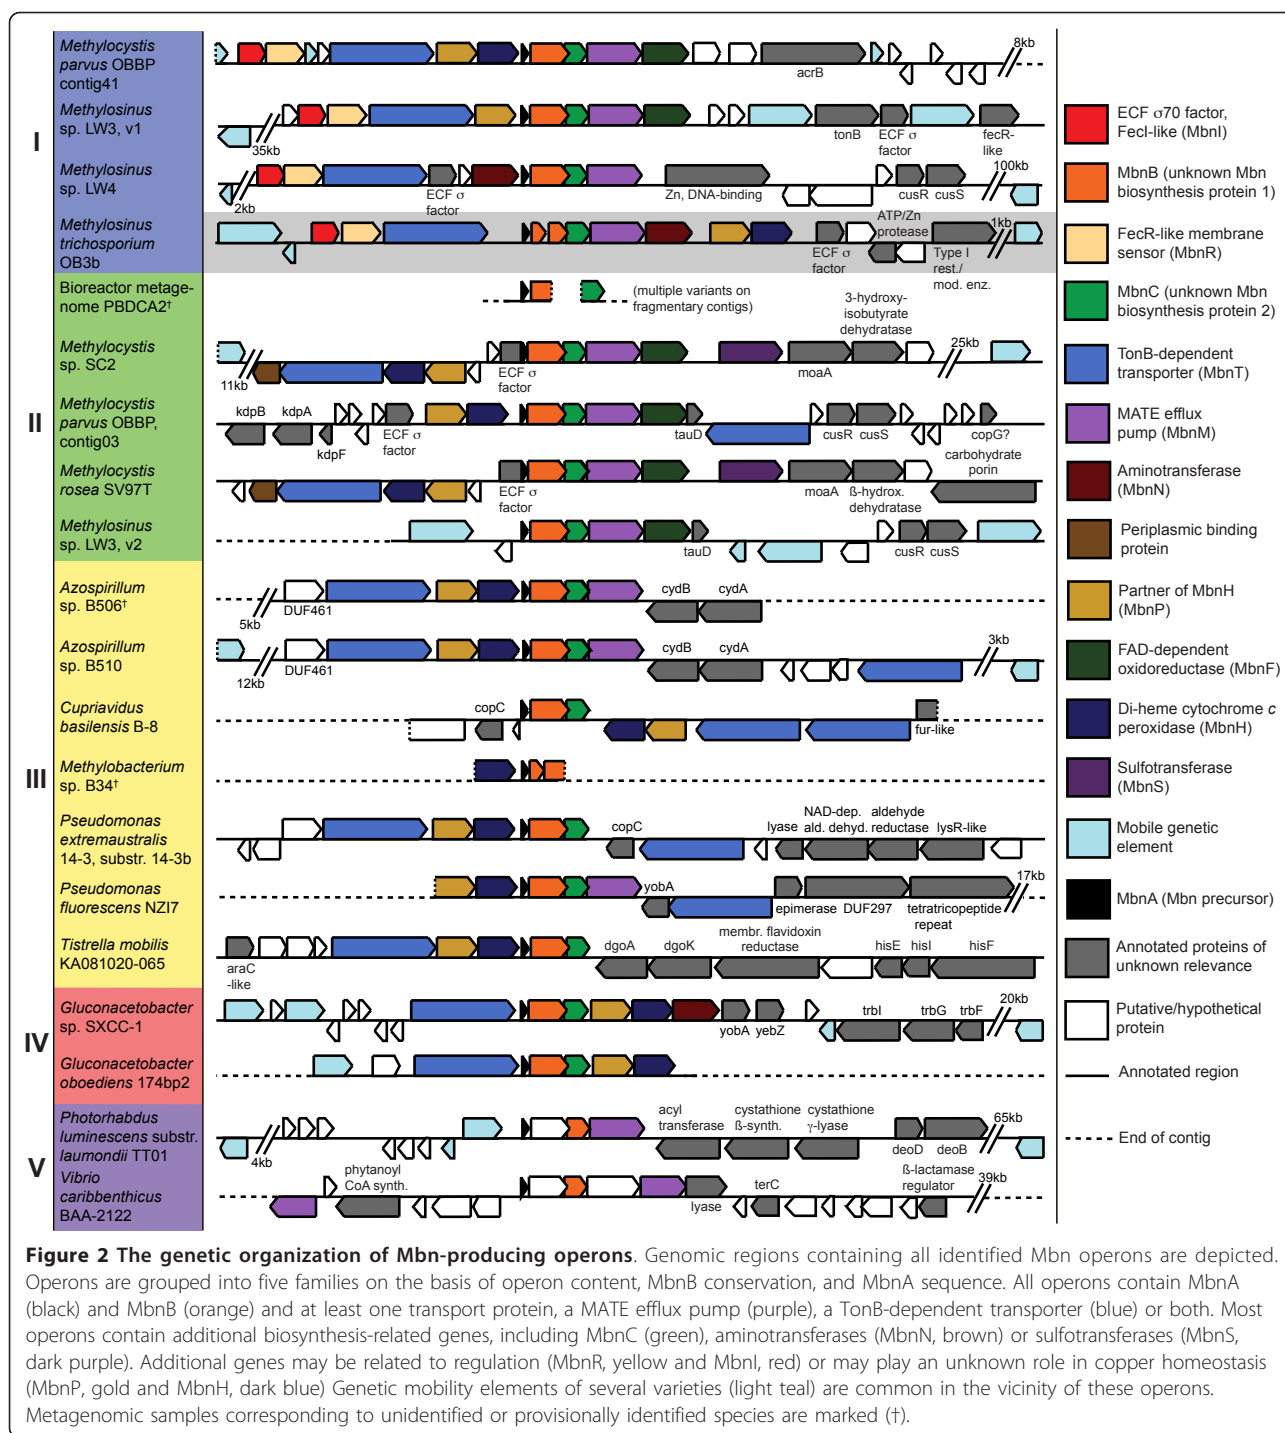 I
Methylocystis
parvus OBBP
contig41
acrB
8kb
Methylosinus
sp. LW3, v1
35kb
tonB
ECF σ
factor
fecR-
like
Methylosinus
sp. LW4
2kb
ECF σ
factor
Zn, DNA-binding
cusR
cusS
100kb
Methylosinus
trichosporium
OB3b
ECF σ
factor
ATP/Zn
protease
Type I
rest./
mod. enz.
1kb
II
Bioreactor metage-
nome PBDCA2†
(multiple variants on
fragmentary contigs)
Methylocystis
sp. SC2
11kb
ECF σ
factor
moaA
3-hydroxy-
isobutyrate
dehydratase
25kb
Methylocystis
parvus OBBP,
contig03
kdpB
kdpA
kdpF
ECF σ
factor
tauD
cusR
cusS
copG?
Methylocystis
rosea SV97T
ECF σ
factor
moaA
ß-hydrox.
dehydratase
carbohydrate
porin
Methylosinus
sp. LW3, v2
tauD
cusR
cusS
III
Azospirillum
sp. B506†
5kb
DUF461
cydB
cydA
Azospirillum
sp. B510
12kb
DUF461
cydB
cydA
3kb
Cupriavidus
basilensis B-8
copC
fur-like
Methylobacterium
sp. B34†
Pseudomonas
extremaustralis
14-3, substr. 14-3b
copC
lyase
NAD-dep.
ald. dehyd.
aldehyde
reductase
lysR-like
Pseudomonas
fluorescens NZI7
yobA
epimerase
DUF297
tetratricopeptide
repeat
17kb
Tistrella mobilis
KA081020-065
araC
-like
dgoA
dgoK
membr. flavidoxin
reductase
hisE
hisI
hisF
IV
Gluconacetobacter
sp. SXCC-1
yobA
yebZ
trbI
trbG
trbF
20kb
Gluconacetobacter
oboediens 174bp2
V
Photorhabdus
luminescens substr.
laumondii TT01
4kb
acyl
transferase
cystathione
ß-synth.
cystathione
γ-lyase
deoD
deoB
65kb
Vibrio
caribbenthicus
BAA-2122
phytanoyl
CoA synth.
lyase
terC
ß-lactamase
regulator
39kb
ECF σ70 factor,
FecI-like (MbnI)
MbnB (unknown Mbn
biosynthesis protein 1)
FecR-like membrane
sensor (MbnR)
MbnC (unknown Mbn
biosynthesis protein 2)
TonB-dependent
transporter (MbnT)
MATE efflux
pump (MbnM)
Aminotransferase
(MbnN)
Periplasmic binding
protein
Partner of MbnH
(MbnP)
FAD-dependent
oxidoreductase (MbnF)
Di-heme cytochrome c
peroxidase (MbnH)
Sulfotransferase
(MbnS)
Mobile genetic
element
MbnA (Mbn precursor)
Annotated proteins of
unknown relevance
Putative/hypothetical
protein
Annotated region
End of contig
Figure 2 The genetic organization of Mbn-producing operons. Genomic regions containing all identified Mbn operons are depicted.
Operons are grouped into five families on the basis of operon content, MbnB conservation, and MbnA sequence. All operons contain MbnA
(black) and MbnB (orange) and at least one transport protein, a MATE efflux pump (purple), a TonB-dependent transporter (blue) or both. Most
operons contain additional biosynthesis-related genes, including MbnC (green), aminotransferases (MbnN, brown) or sulfotransferases (MbnS,
dark purple). Additional genes may be related to regulation (MbnR, yellow and MbnI, red) or may play an unknown role in copper homeostasis
(MbnP, gold and MbnH, dark blue) Genetic mobility elements of several varieties (light teal) are common in the vicinity of these operons.
Metagenomic samples corresponding to unidentified or provisionally identified species are marked (†).